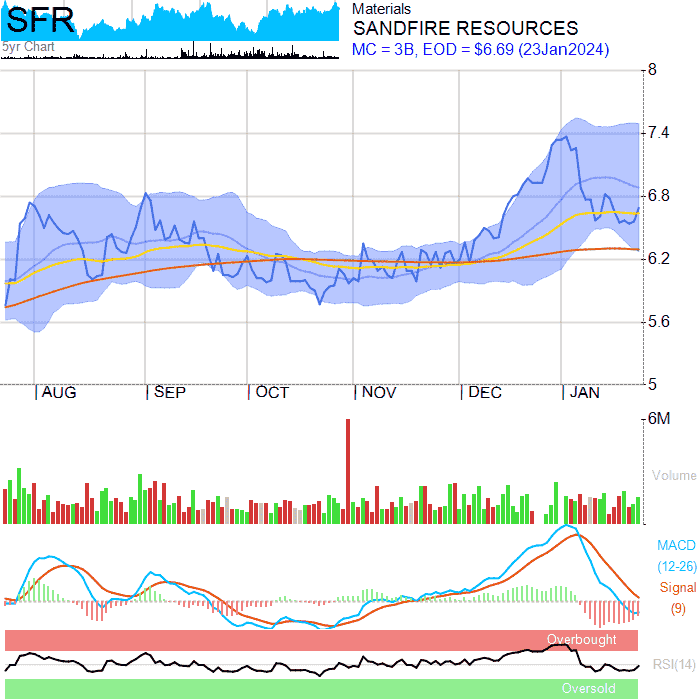 SFR
5yr Chart
Materials
SANDFIRE RESOURCES
MC = 3B, EOD = $6.69 (23Jan2024)
8
7.4
6.8
6.2
5.6
5
AUG SEP OCT NOV DEC JAN
6M
Volume
MACD
(12-26)
Signal
(9)
Overbought
RSI(14)
Oversold